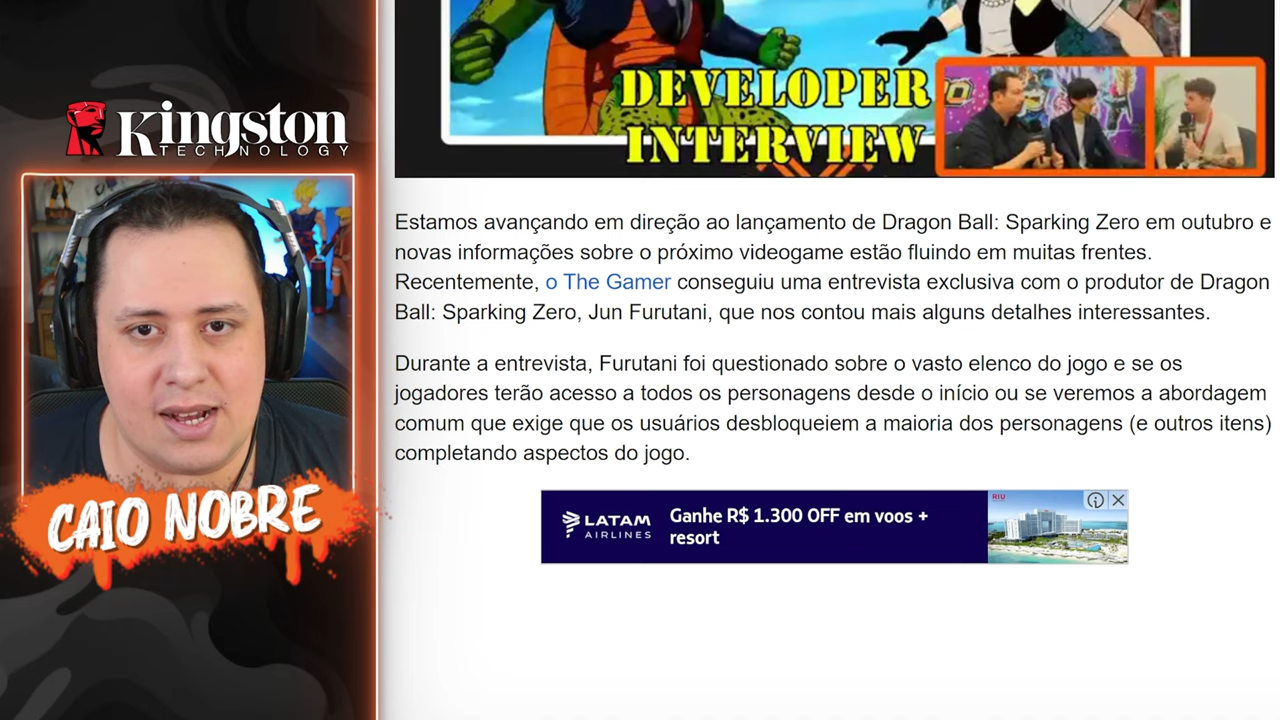 Kingston
TECHNOLOGY
CAIO NOBRE
DEVELOPER
INTERVIEW
Estamos avançando em direção ao lançamento de Dragon Ball: Sparking Zero em outubro e
novas informações sobre o próximo videogame estão fluindo em muitas frentes.
Recentemente, o The Gamer conseguiu uma entrevista exclusiva com o produtor de Dragon
Ball: Sparking Zero, Jun Furutani, que nos contou mais alguns detalhes interessantes.
Durante a entrevista, Furutani foi questionado sobre o vasto elenco do jogo e se os
jogadores terão acesso a todos os personagens desde o início ou se veremos a abordagem
comum que exige que os usuários desbloqueiem a maioria dos personagens (e outros itens)
completando aspectos do jogo.
LATAM
AIRLINES
Ganhe R$ 1.300 OFF em voos +
resort
RIU